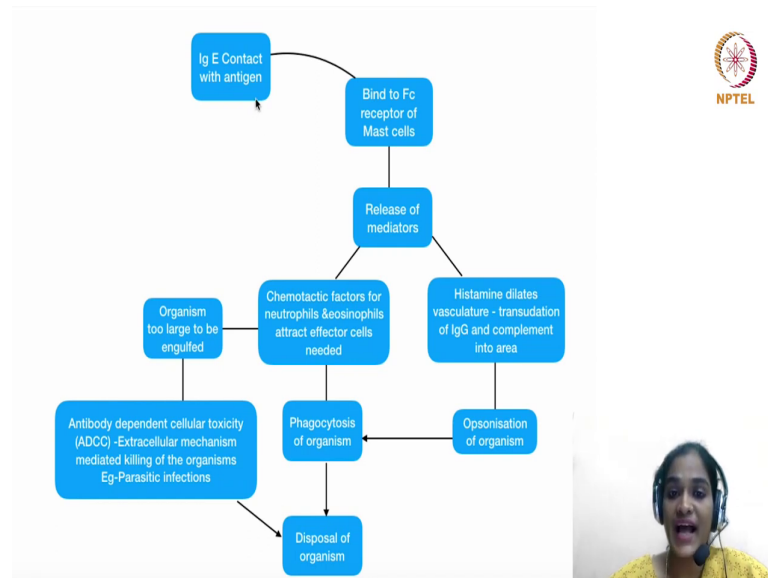 Ig E Contact
with antigen
Bind to Fc
receptor of
Mast cells
NPTEL
Release of
mediators
Chemotactic factors for
neutrophils &eosinophils
attract effector cells
needed
Histamine dilates
vasculature - transudation
of IgG and complement
into area
Organism
too large to be
engulfed
Antibody dependent cellular toxicity
(ADCC) -Extracellular mechanism
mediated killing of the organisms
Eg-Parasitic infections
Phagocytosis
of organism
Opsonisation
of organism
Disposal of
organism